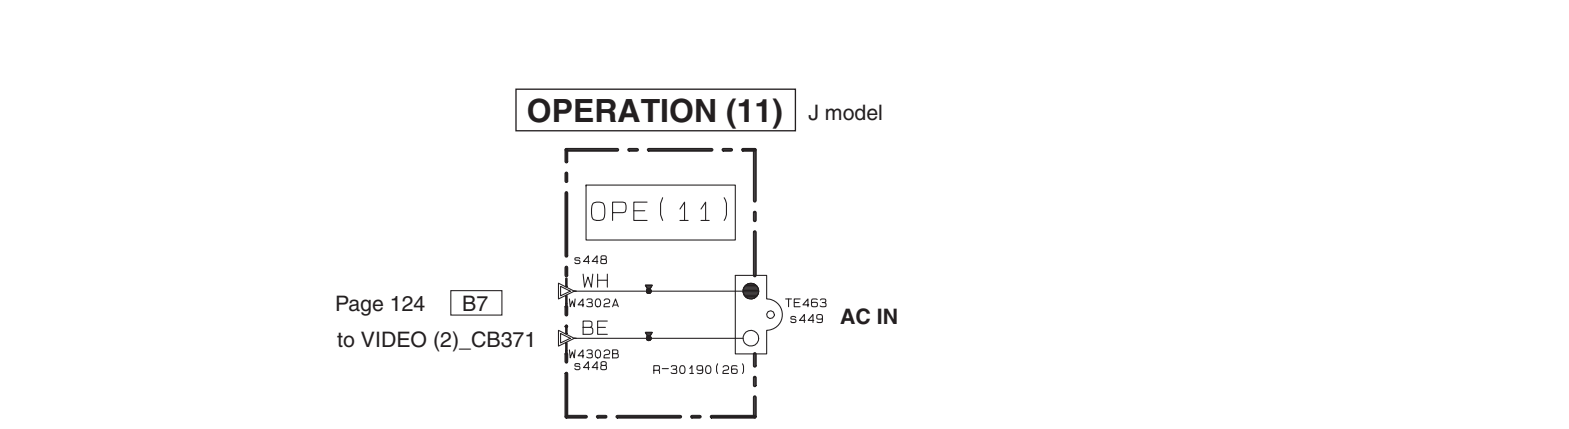 OPERATION (11) J model
OPE(11)
s448
WH
W4302A
Page 124 B7
to VIDEO (2)_CB371
BE
W4302B
s448
TE463
s449
AC IN
R-30190(26)